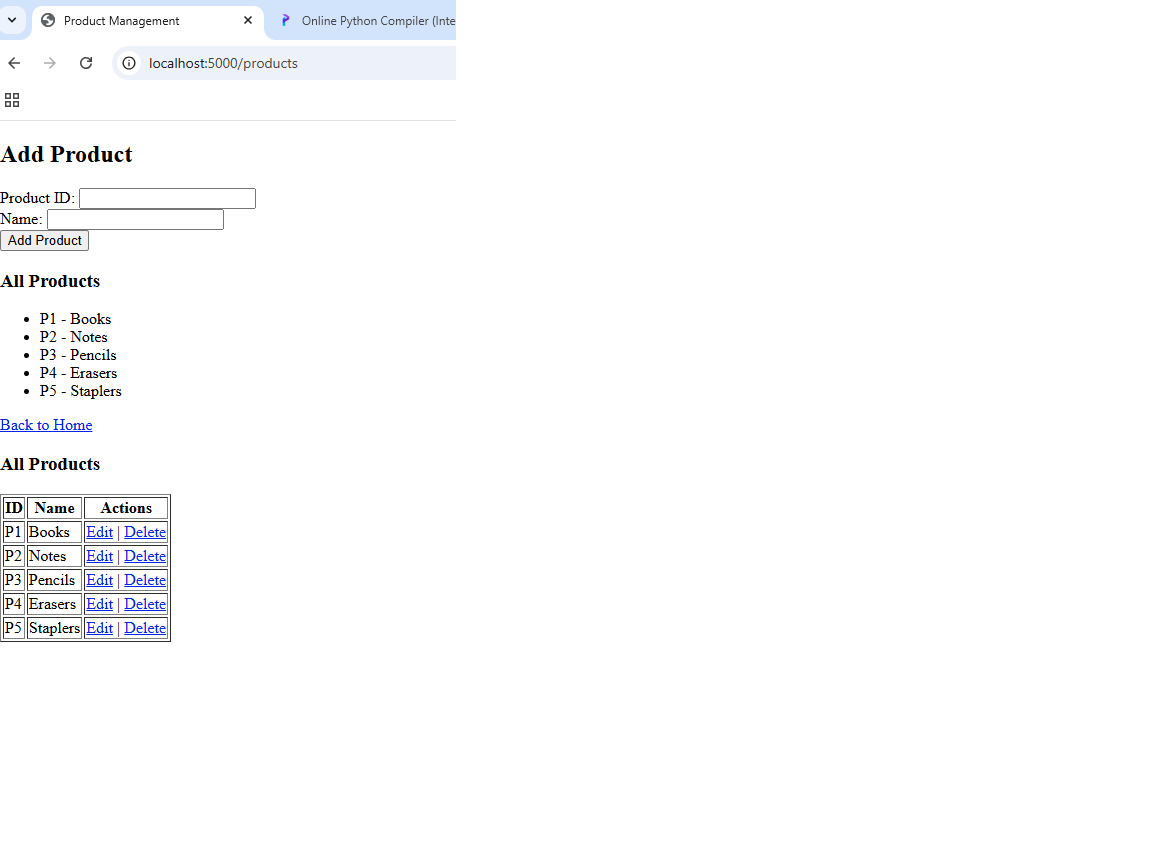 Product Management
Online Python Compiler (Inte
localhost:5000/products
Add Product
Product ID:
Name:
Add Product
All Products
P1 - Books
P2 - Notes
P3 - Pencils
P4 - Erasers
P5 - Staplers
Back to Home
All Products
ID Name Actions
P1 Books Edit | Delete
P2 Notes Edit | Delete
P3 Pencils Edit | Delete
P4 Erasers Edit | Delete
P5 Staplers Edit | Delete